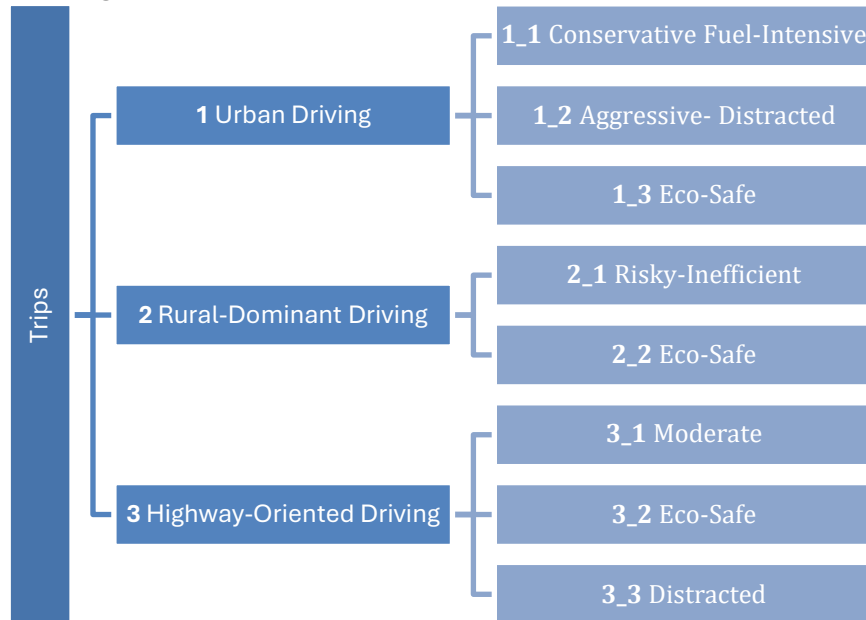 Trips
1 Urban Driving
1_1 Conservative Fuel-Intensive
1_2 Aggressive- Distracted
1_3 Eco-Safe
2 Rural-Dominant Driving
2_1 Risky-Inefficient
2_2 Eco-Safe
3 Highway-Oriented Driving
3_1 Moderate
3_2 Eco-Safe
3_3 Distracted